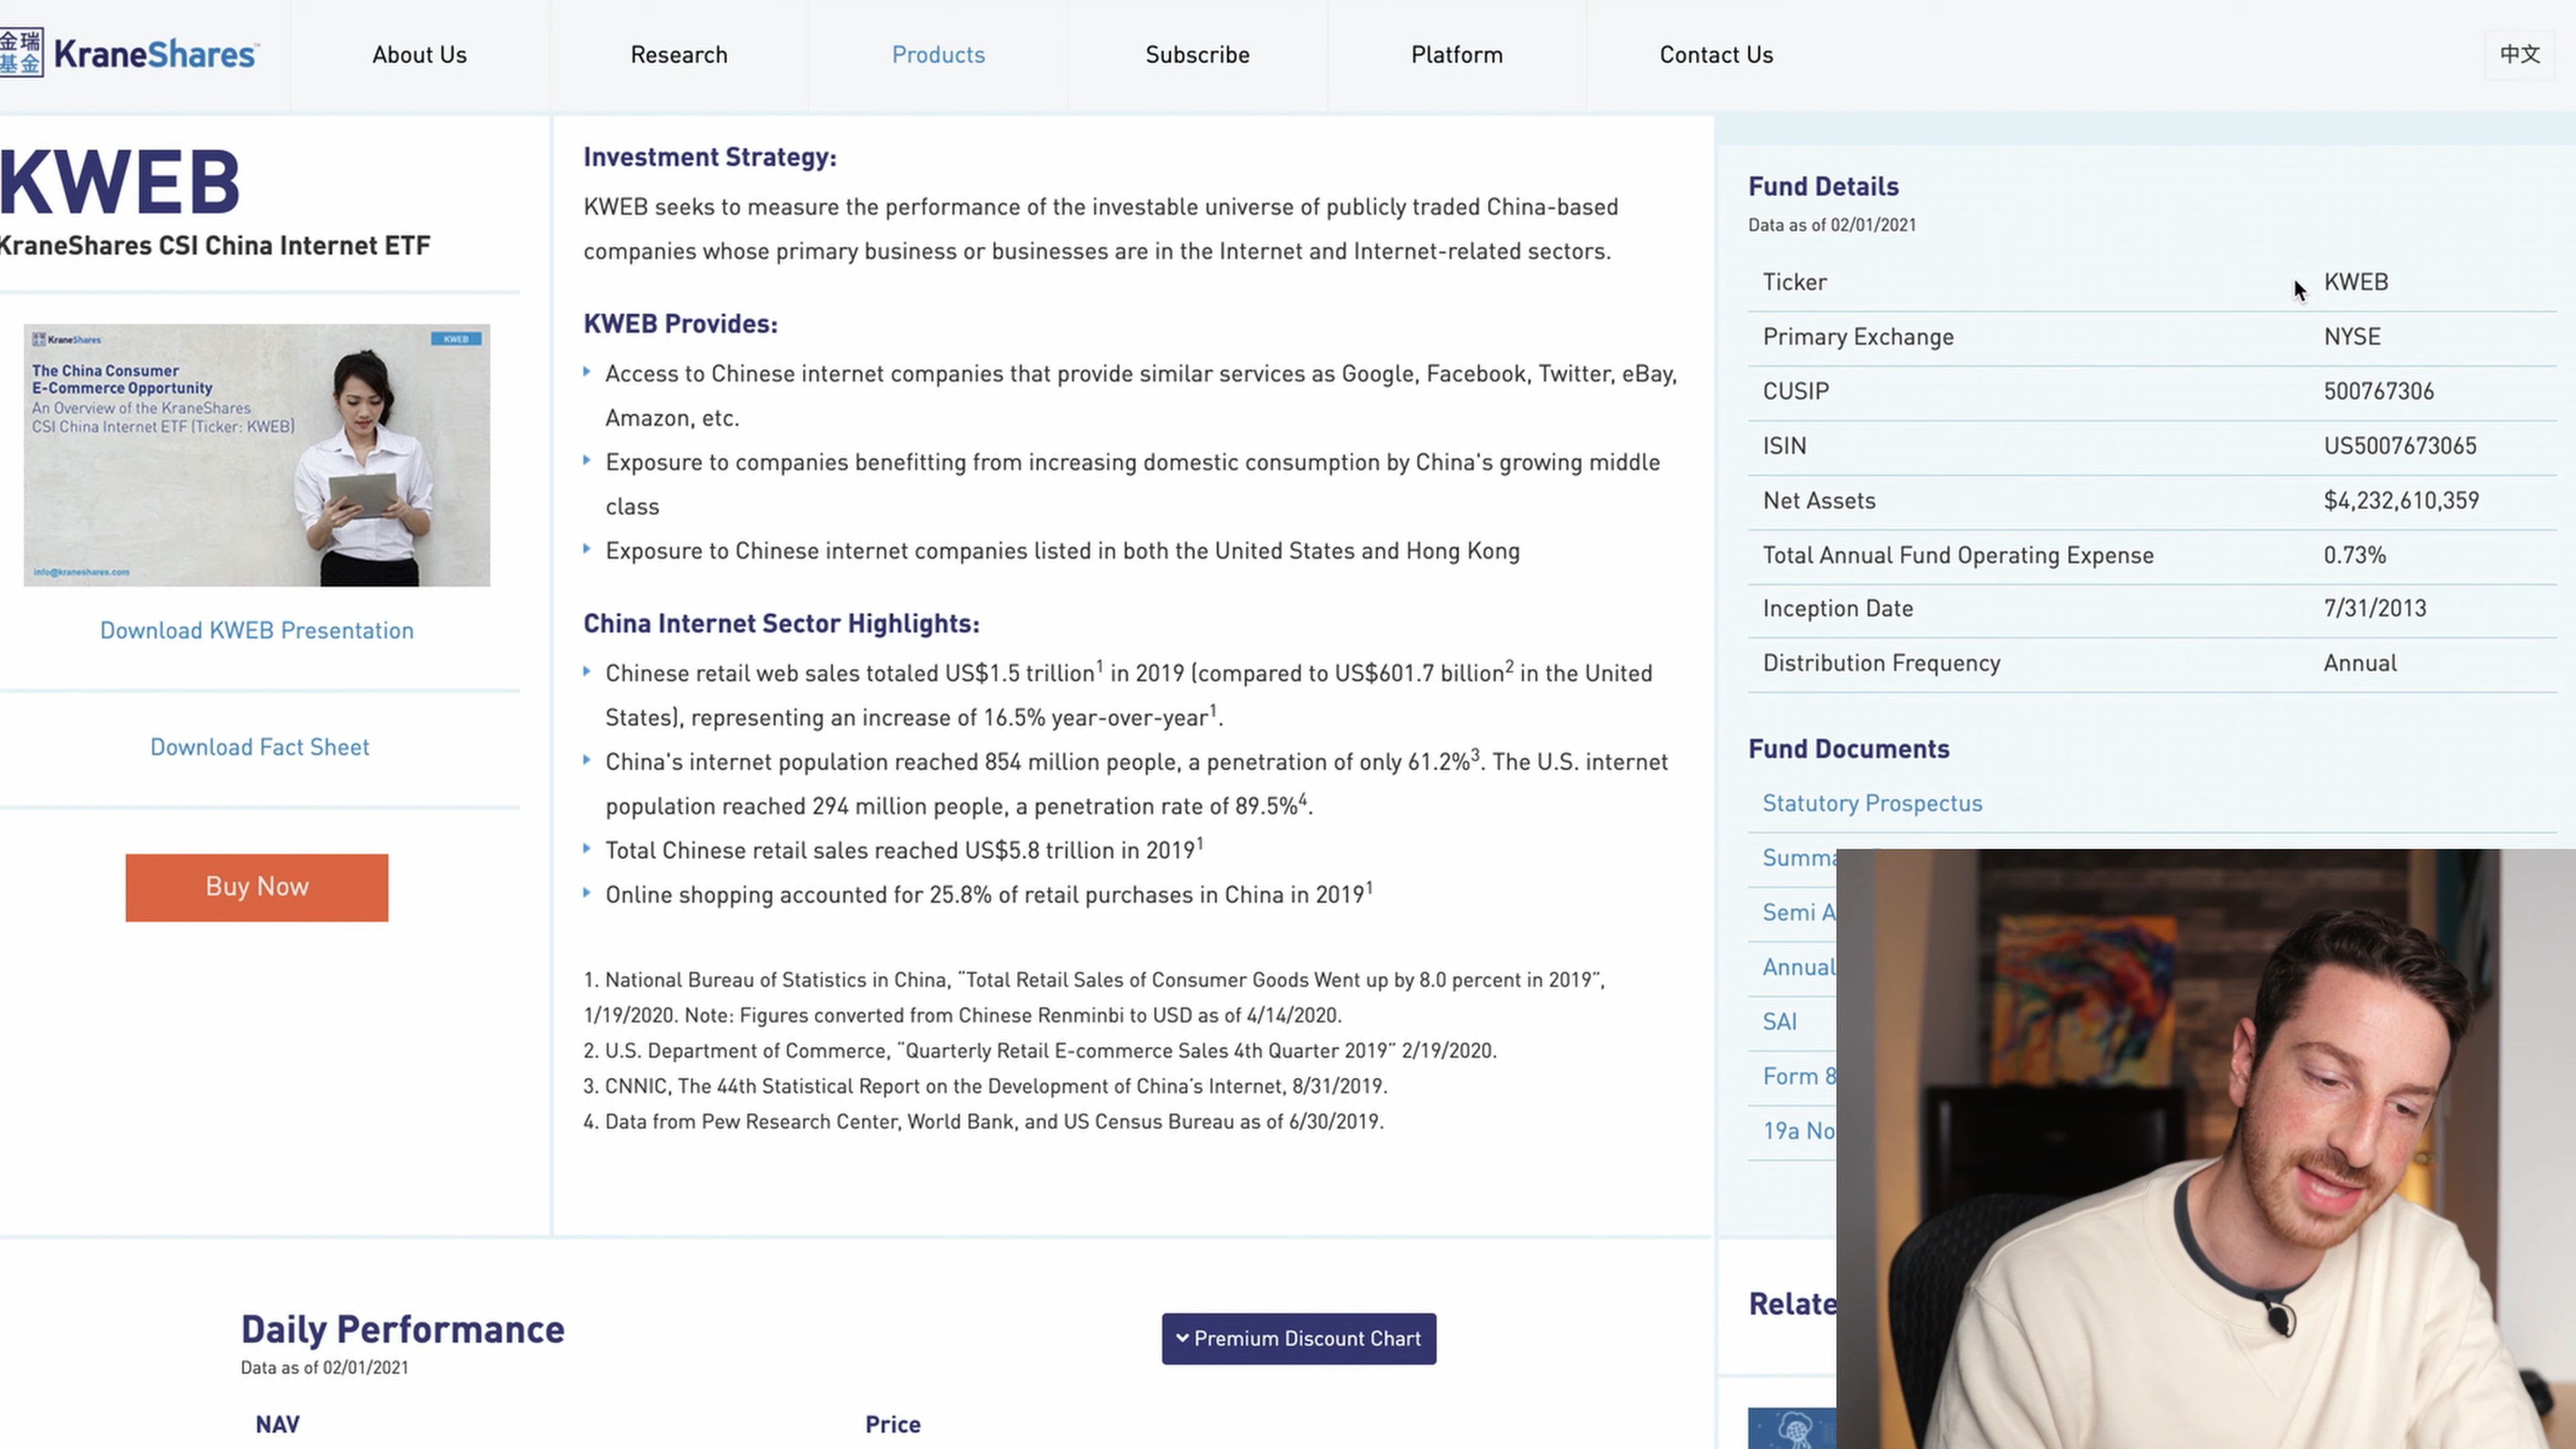 金瑞
基金
KraneShares
About Us
Research
Products
Subscribe
Platform
Contact Us
中文
KWEB
KraneShares CSI China Internet ETF
KraneShares
KWEB
The China Consumer
E-Commerce Opportunity
An Overview of the KraneShares
CSI China Internet ETF (Ticker: KWEB)
info@kraneshares.com
Download KWEB Presentation
Download Fact Sheet
Buy Now
Investment Strategy:
KWEB seeks to measure the performance of the investable universe of publicly traded China-based
companies whose primary business or businesses are in the Internet and Internet-related sectors.
KWEB Provides:
Access to Chinese internet companies that provide similar services as Google, Facebook, Twitter, eBay,
Amazon, etc.
Exposure to companies benefitting from increasing domestic consumption by China's growing middle
class
Exposure to Chinese internet companies listed in both the United States and Hong Kong
China Internet Sector Highlights:
Chinese retail web sales totaled US$1.5 trillion¹ in 2019 (compared to US$601.7 billion² in the United
States), representing an increase of 16.5% year-over-year¹.
China's internet population reached 854 million people, a penetration of only 61.2%³. The U.S. internet
population reached 294 million people, a penetration rate of 89.5%⁴.
Total Chinese retail sales reached US$5.8 trillion in 2019¹
Online shopping accounted for 25.8% of retail purchases in China in 2019¹
1. National Bureau of Statistics in China, "Total Retail Sales of Consumer Goods Went up by 8.0 percent in 2019",
1/19/2020. Note: Figures converted from Chinese Renminbi to USD as of 4/14/2020.
2. U.S. Department of Commerce, "Quarterly Retail E-commerce Sales 4th Quarter 2019" 2/19/2020.
3. CNNIC, The 44th Statistical Report on the Development of China's Internet, 8/31/2019.
4. Data from Pew Research Center, World Bank, and US Census Bureau as of 6/30/2019.
Fund Details
Data as of 02/01/2021
Ticker KWEB
Primary Exchange NYSE
CUSIP 500767306
ISIN US5007673065
Net Assets $4,232,610,359
Total Annual Fund Operating Expense 0.73%
Inception Date 7/31/2013
Distribution Frequency Annual
Fund Documents
Statutory Prospectus
Summa
Semi A
Annual
SAI
Form 8
19a No
Relate
Daily Performance
Data as of 02/01/2021
Premium Discount Chart
NAV
Price